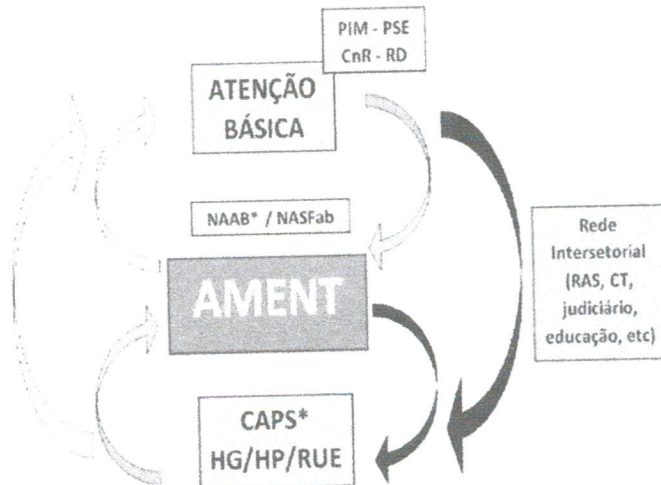 PIM - PSE
CnR - RD
ATENÇÃO
BÁSICA
NAAB* / NASFab
AMENT
Rede
Intersetorial
(RAS, CT,
judiciário,
educação, etc)
CAPS*
HG/HP/RUE